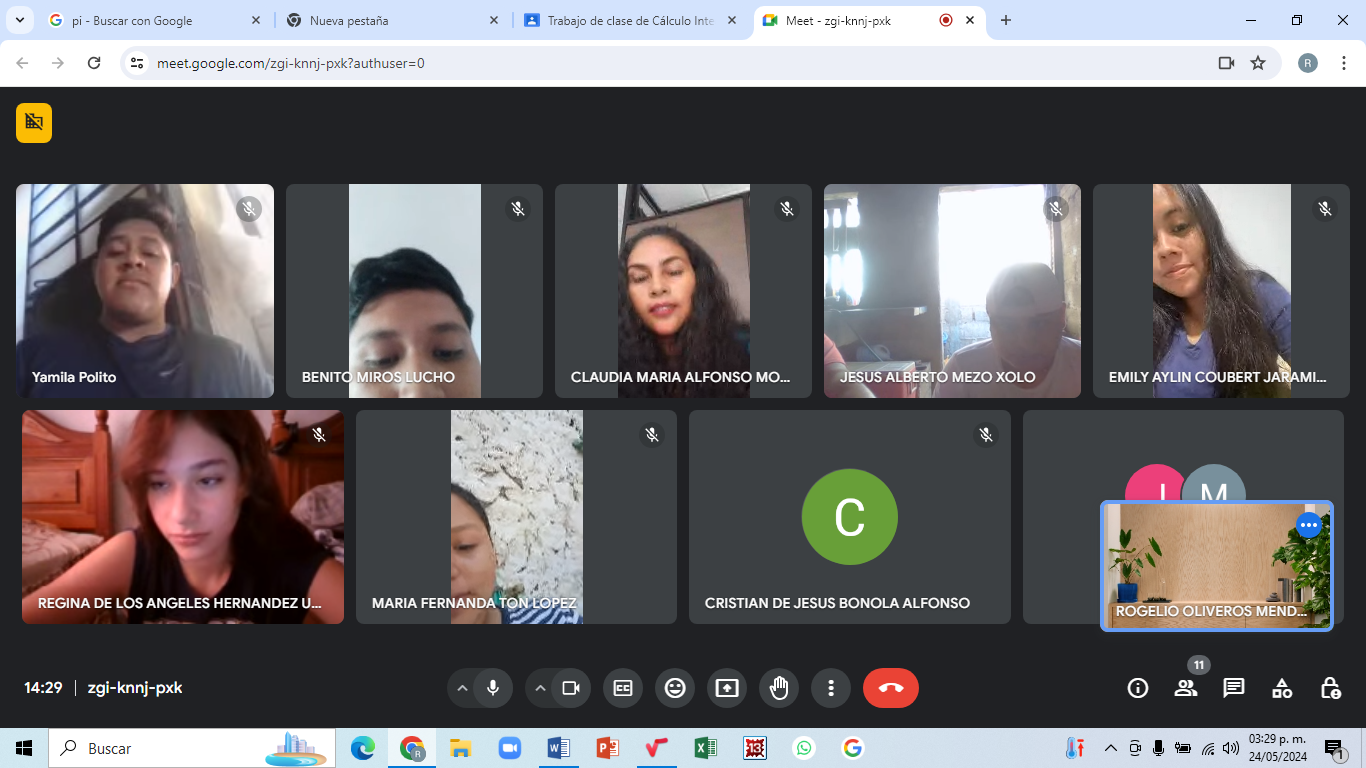 pi - Buscar con Google
Nueva pestaña
Trabajo de clase de Cálculo Inte
Meet - zgi-knnj-pxk
meet.google.com/zgi-knnj-pxk?authuser=0
R
Yamila Polito
BENITO MIROS LUCHO
CLAUDIA MARIA ALFONSO MO...
JESUS ALBERTO MEZO XOLO
EMILY AYLIN COUBERT JARAMI...
REGINA DE LOS ANGELES HERNANDEZ U...
MARIA FERNANDA TON LOPEZ
C
CRISTIAN DE JESUS BONOLA ALFONSO
J M
ROGELIO OLIVEROS MEND...
14:29 | zgi-knnj-pxk
11
Buscar
03:29 p. m.
24/05/2024
1